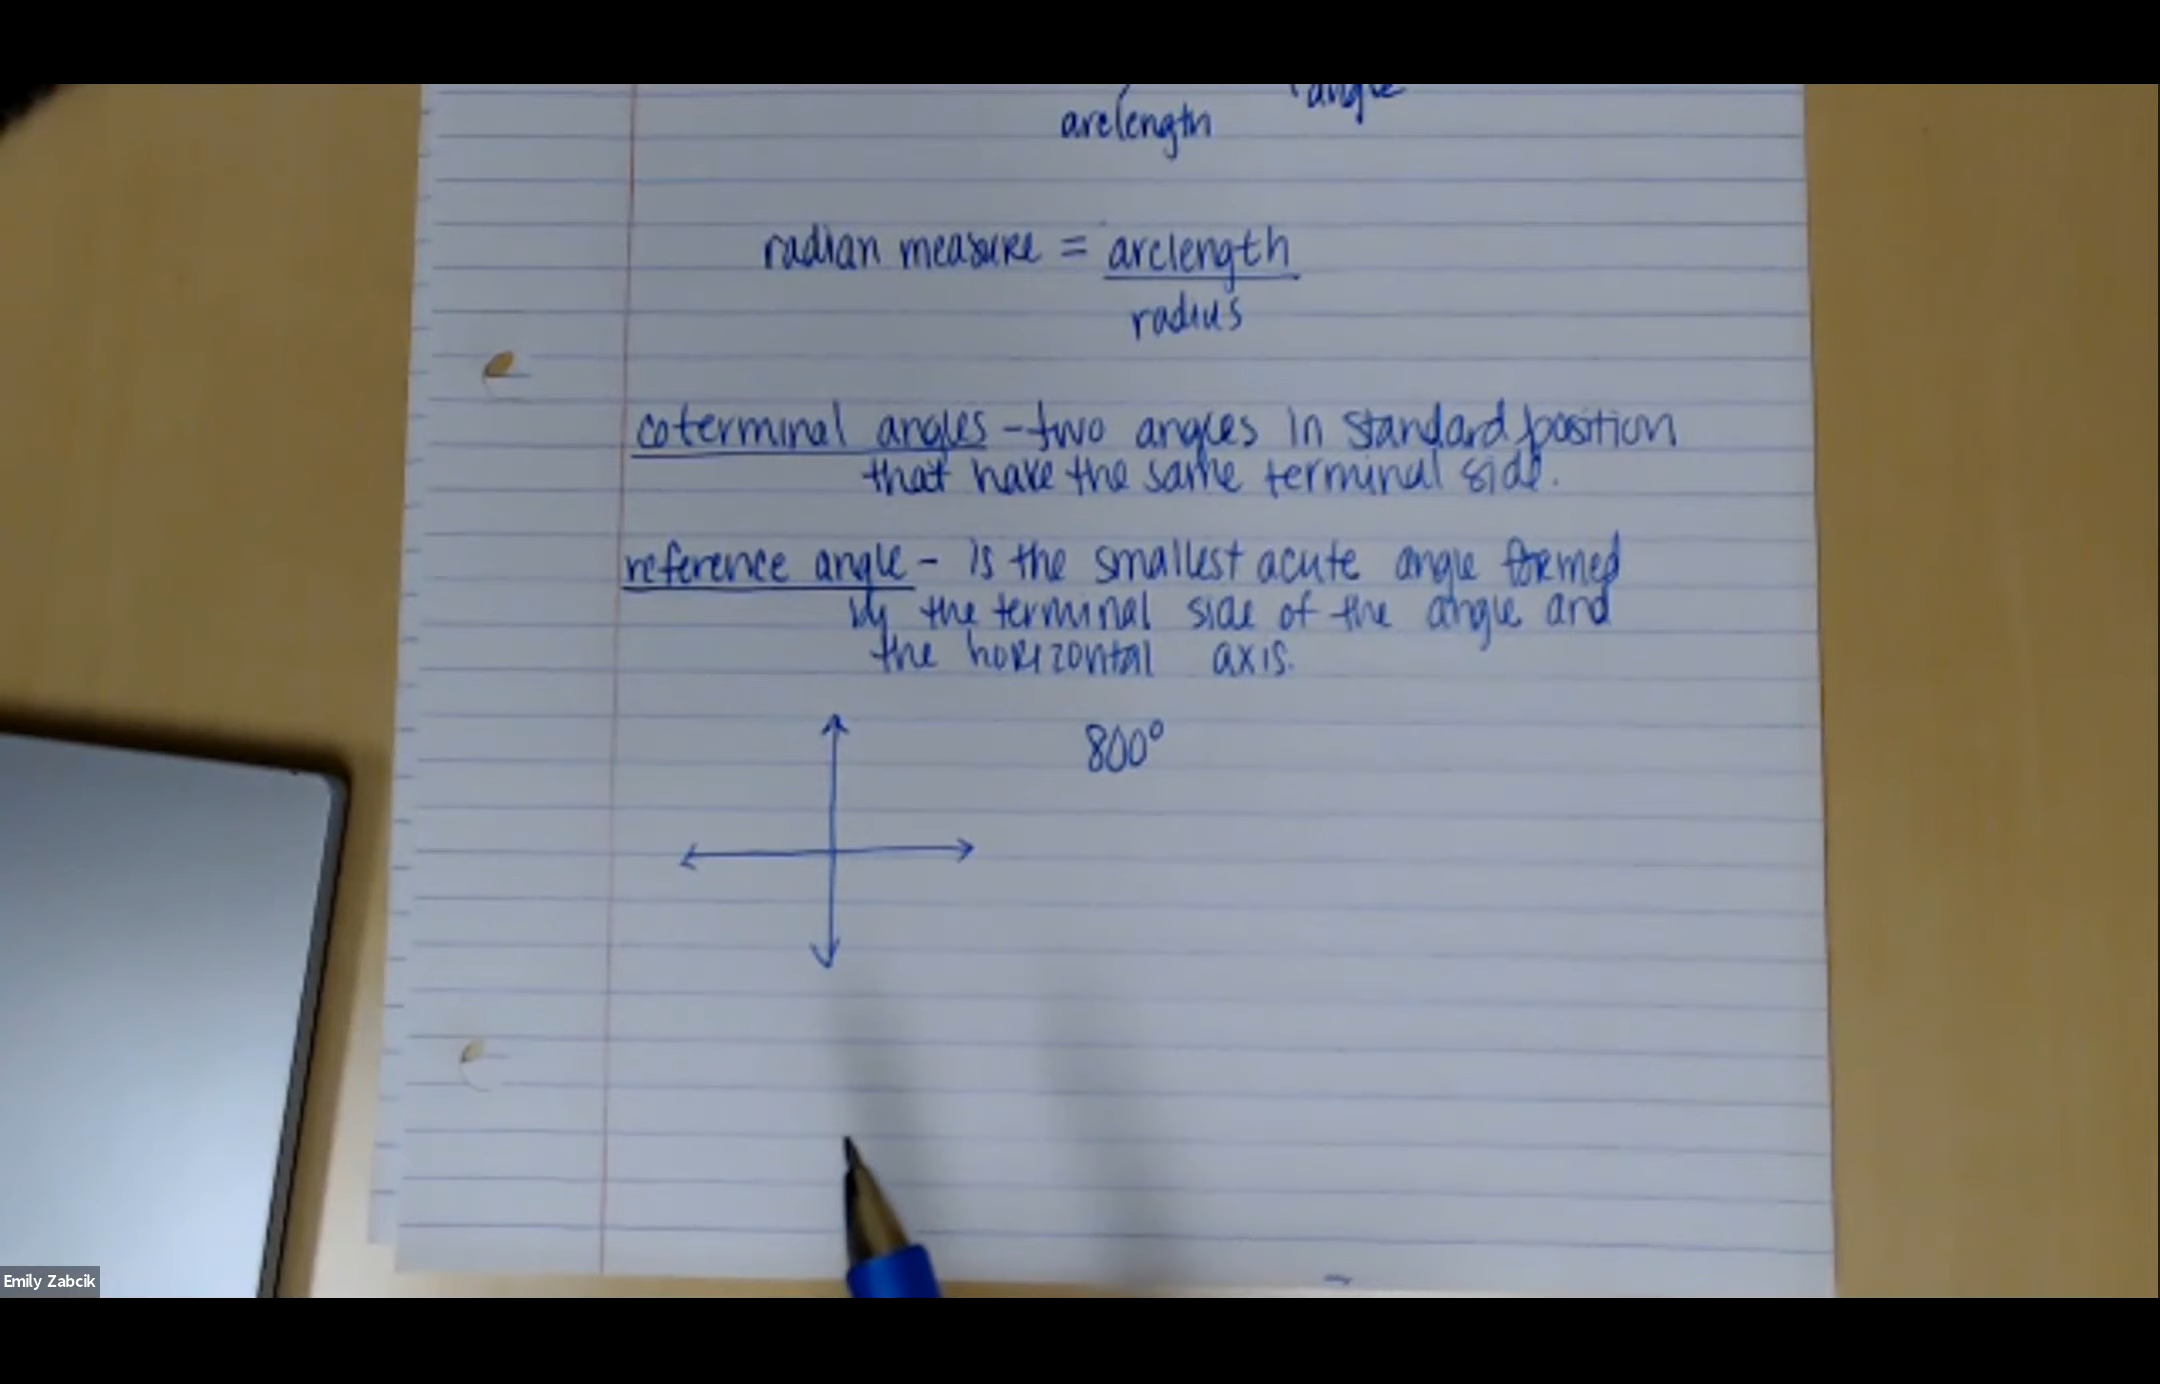 angle
arclength
radian measure = arclength
radius
coterminal angles - two angles in standard position
that have the same terminal side.
reference angle - is the smallest acute angle formed
by the terminal side of the angle and
the horizontal axis.
800°
Emily Zabcik